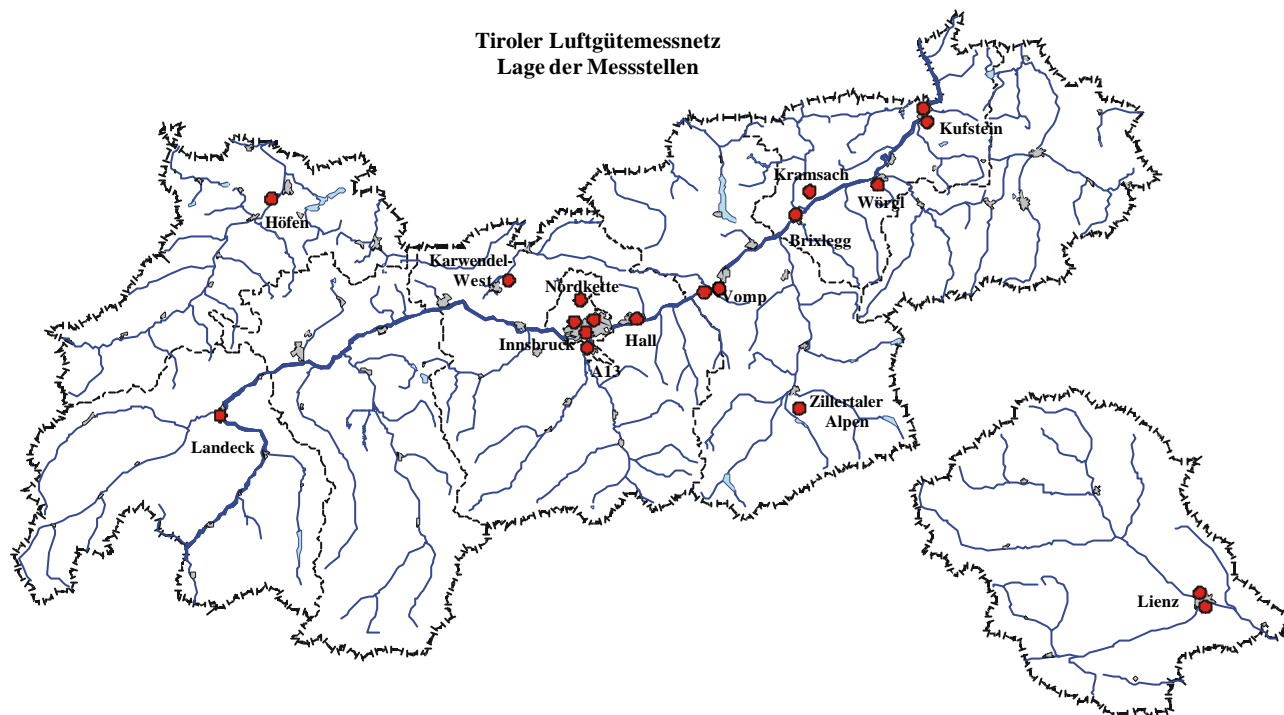 Tiroler Luftgütemessnetz
Lage der Messstellen
Kufstein
Kramsach
Wörgl
Höfen
Brixlegg
Karwendel-
West
Nordkette
Vomp
Innsbruck
Hall
A13
Zillertaler
Alpen
Landeck
Lienz